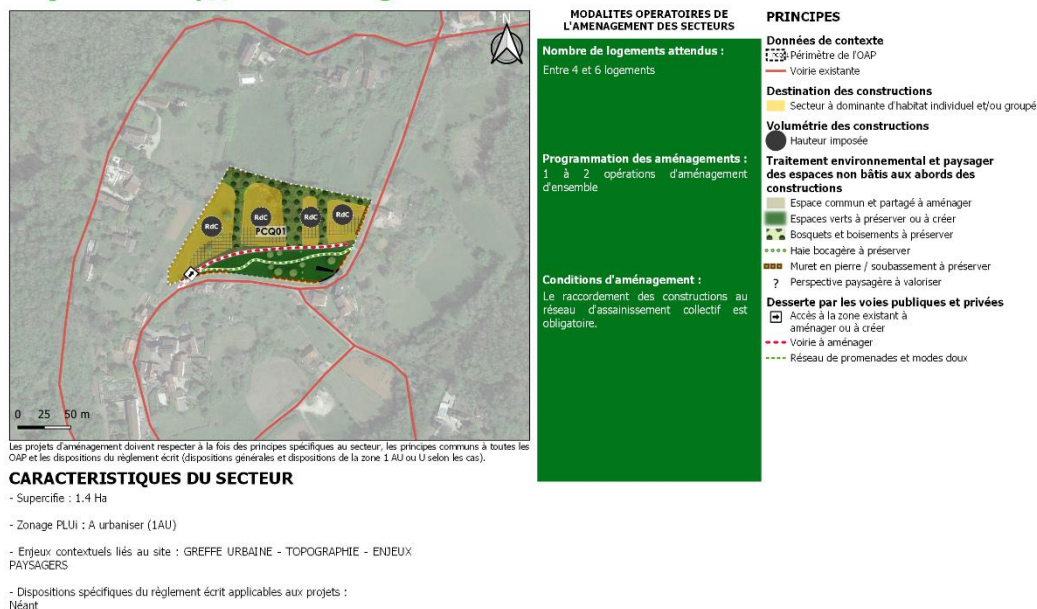 N
RdC
RdC
RdC
RdC
PCQ01
0 25 50 m
Les projets d'aménagement doivent respecter à la fois des principes spécifiques au secteur, les principes communs à toutes les
OAP et les dispositions du règlement écrit (dispositions générales et dispositions de la zone 1 AU ou U selon les cas).
CARACTERISTIQUES DU SECTEUR
- Supercifie : 1.4 Ha
- Zonage PLUi : A urbaniser (1AU)
- Enjeux contextuels liés au site : GREFFE URBAINE - TOPOGRAPHIE - ENJEUX
PAYSAGERS
- Dispositions spécifiques du règlement écrit applicables aux projets :
Néant
MODALITES OPERATOIRES DE
L'AMENAGEMENT DES SECTEURS
Nombre de logements attendus :
Entre 4 et 6 logements
Programmation des aménagements :
1 à 2 opérations d'aménagement
d'ensemble
Conditions d'aménagement :
Le raccordement des constructions au
réseau d'assainissement collectif est
obligatoire.
PRINCIPES
Données de contexte
Périmètre de l'OAP
Voirie existante
Destination des constructions
Secteur à dominante d'habitat individuel et/ou groupé
Volumétrie des constructions
Hauteur imposée
Traitement environnemental et paysager
des espaces non bâtis aux abords des
constructions
Espace commun et partagé à aménager
Espaces verts à préserver ou à créer
Bosquets et boisements à préserver
Haie bocagère à préserver
Muret en pierre / soubassement à préserver
? Perspective paysagère à valoriser
Desserte par les voies publiques et privées
Accès à la zone existant à
aménager ou à créer
Voirie à aménager
Réseau de promenades et modes doux